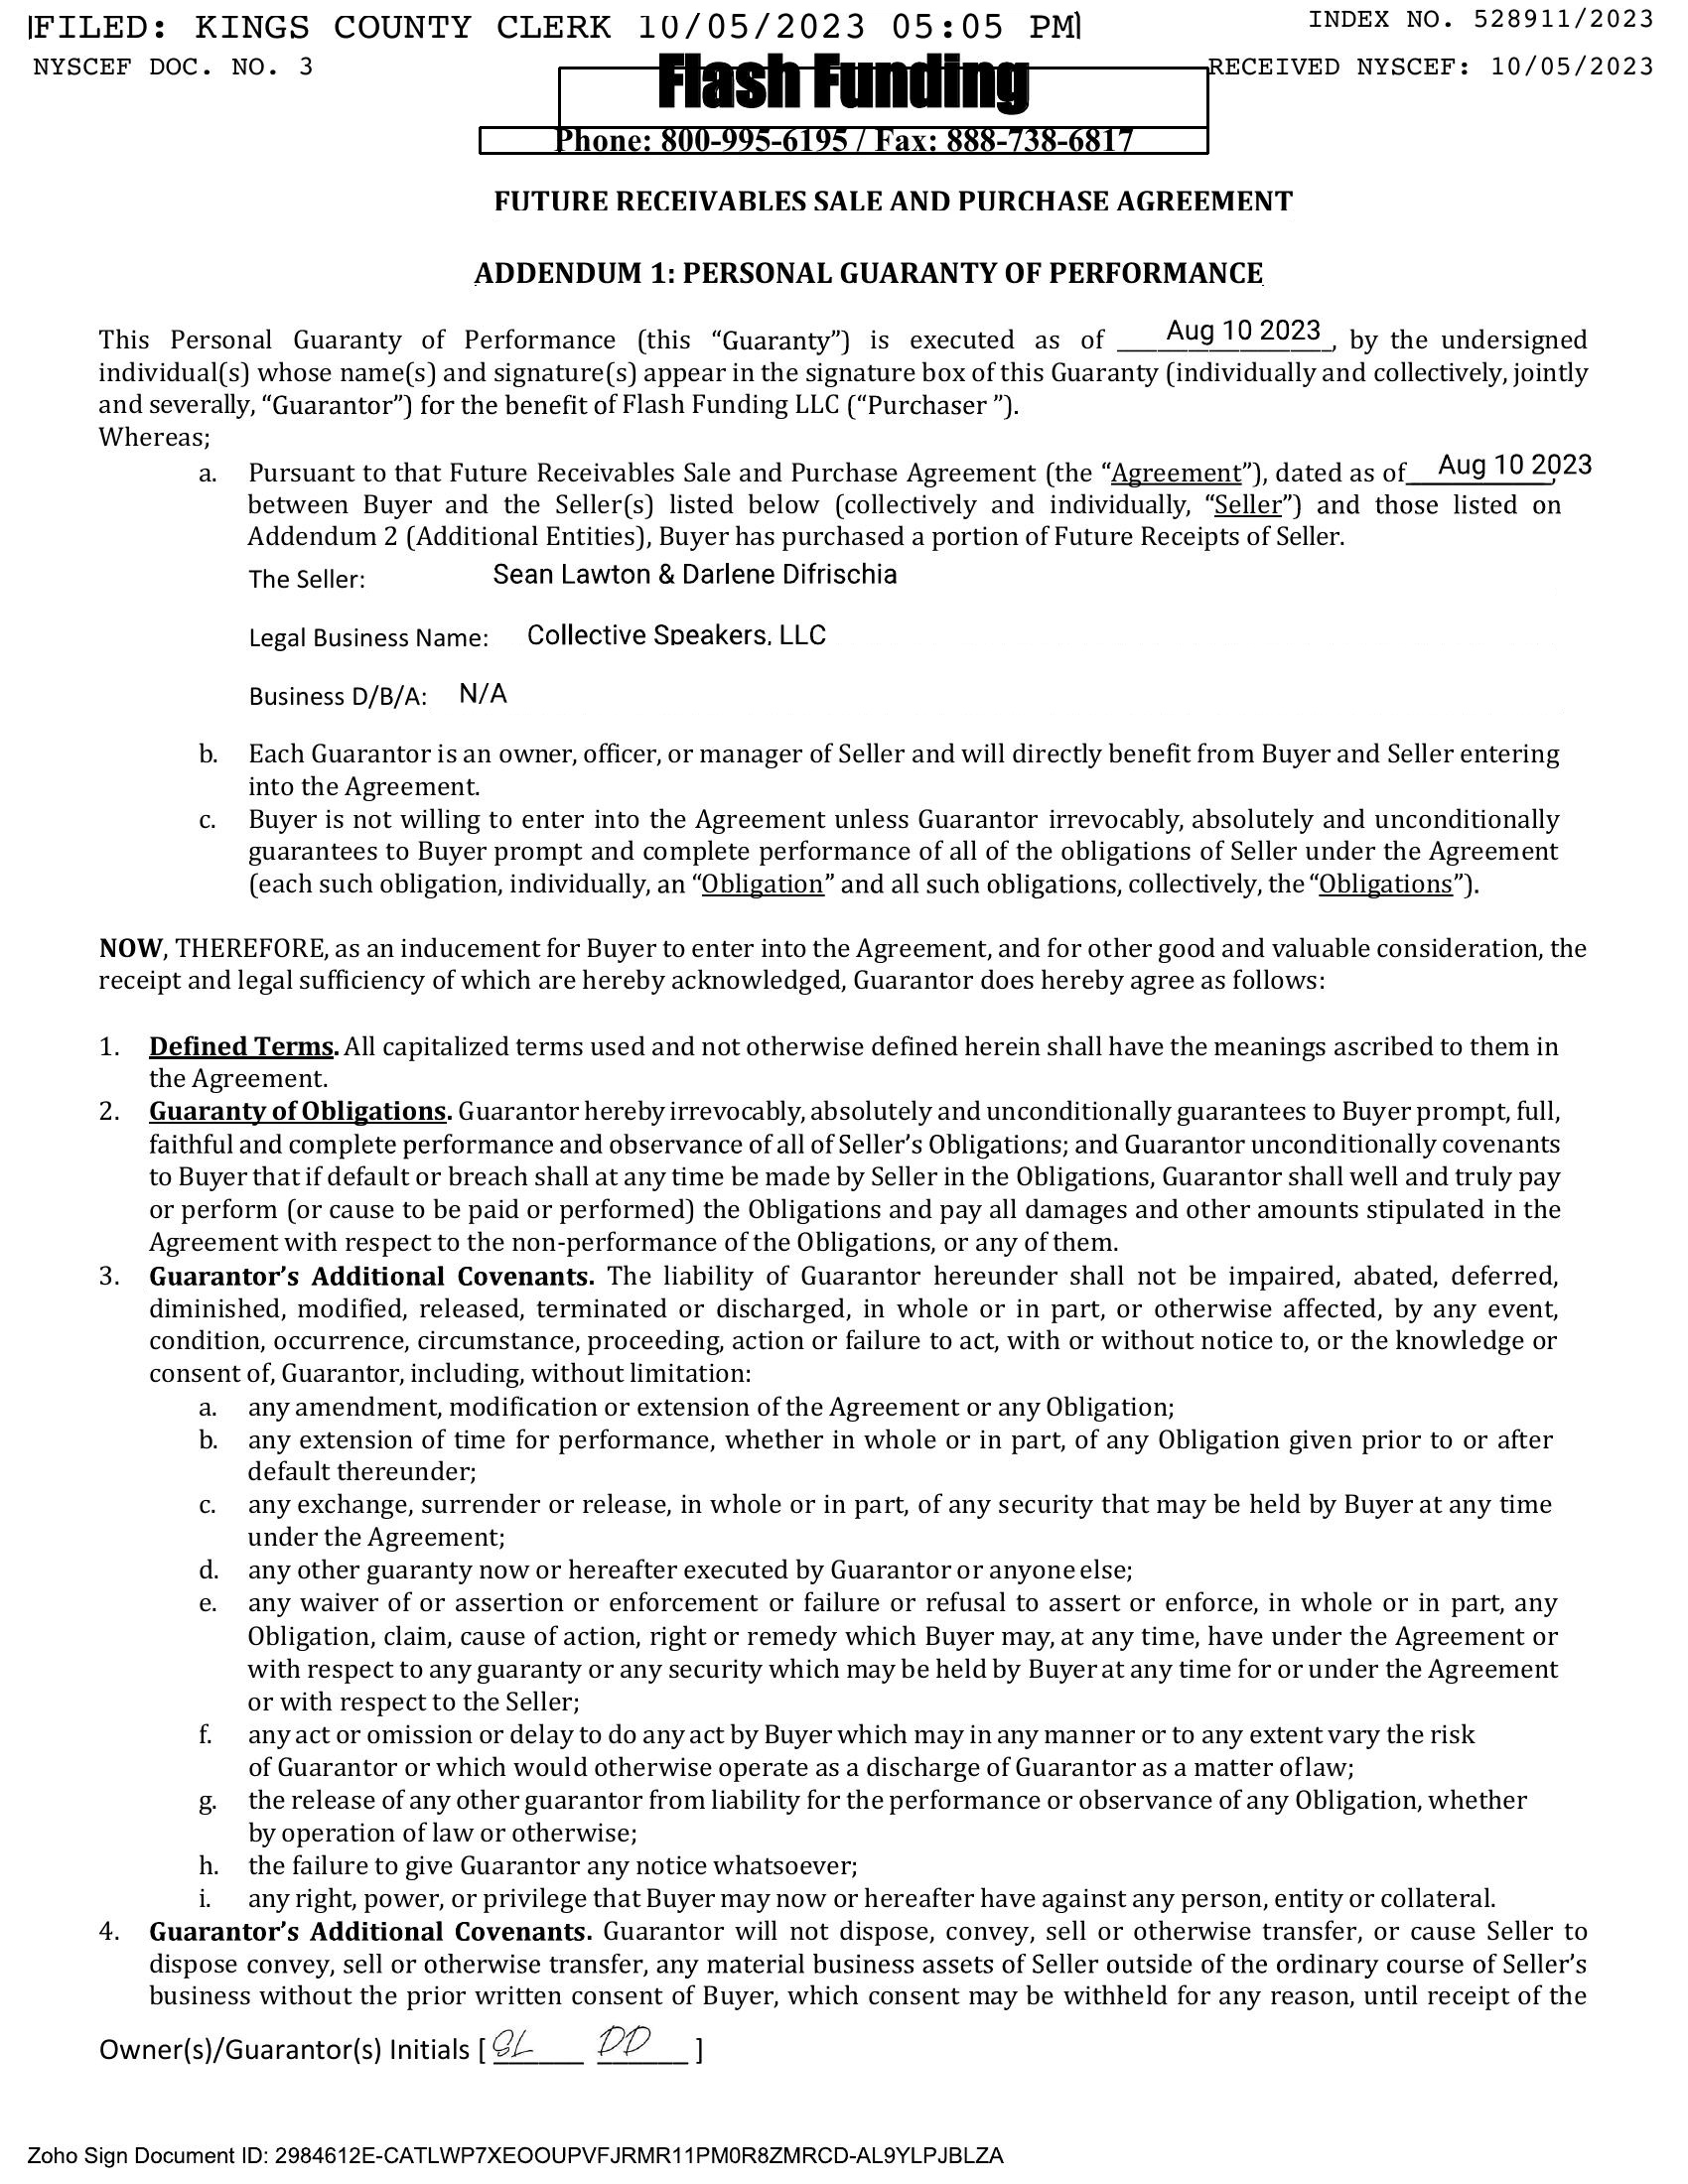 FILED: KINGS COUNTY CLERK 10/05/2023 05:05 PM
INDEX NO. 528911/2023
NYSCEF DOC. NO. 3
RECEIVED NYSCEF: 10/05/2023
Flash Funding
Phone: 800-995-6195 / Fax: 888-738-6817
FUTURE RECEIVABLES SALE AND PURCHASE AGREEMENT
ADDENDUM 1: PERSONAL GUARANTY OF PERFORMANCE
This Personal Guaranty of Performance (this “Guaranty”) is executed as of Aug 10 2023, by the undersigned
individual(s) whose name(s) and signature(s) appear in the signature box of this Guaranty (individually and collectively, jointly
and severally, “Guarantor”) for the benefit of Flash Funding LLC (“Purchaser ”).
Whereas;
a. Pursuant to that Future Receivables Sale and Purchase Agreement (the “Agreement”), dated as of Aug 10 2023,
between Buyer and the Seller(s) listed below (collectively and individually, “Seller”) and those listed on
Addendum 2 (Additional Entities), Buyer has purchased a portion of Future Receipts of Seller.
The Seller: Sean Lawton & Darlene Difrischia
Legal Business Name: Collective Speakers, LLC
Business D/B/A: N/A
b. Each Guarantor is an owner, officer, or manager of Seller and will directly benefit from Buyer and Seller entering
into the Agreement.
c. Buyer is not willing to enter into the Agreement unless Guarantor irrevocably, absolutely and unconditionally
guarantees to Buyer prompt and complete performance of all of the obligations of Seller under the Agreement
(each such obligation, individually, an “Obligation” and all such obligations, collectively, the “Obligations”).
NOW, THEREFORE, as an inducement for Buyer to enter into the Agreement, and for other good and valuable consideration, the
receipt and legal sufficiency of which are hereby acknowledged, Guarantor does hereby agree as follows:
1. Defined Terms. All capitalized terms used and not otherwise defined herein shall have the meanings ascribed to them in
the Agreement.
2. Guaranty of Obligations. Guarantor hereby irrevocably, absolutely and unconditionally guarantees to Buyer prompt, full,
faithful and complete performance and observance of all of Seller’s Obligations; and Guarantor unconditionally covenants
to Buyer that if default or breach shall at any time be made by Seller in the Obligations, Guarantor shall well and truly pay
or perform (or cause to be paid or performed) the Obligations and pay all damages and other amounts stipulated in the
Agreement with respect to the non-performance of the Obligations, or any of them.
3. Guarantor’s Additional Covenants. The liability of Guarantor hereunder shall not be impaired, abated, deferred,
diminished, modified, released, terminated or discharged, in whole or in part, or otherwise affected, by any event,
condition, occurrence, circumstance, proceeding, action or failure to act, with or without notice to, or the knowledge or
consent of, Guarantor, including, without limitation:
a. any amendment, modification or extension of the Agreement or any Obligation;
b. any extension of time for performance, whether in whole or in part, of any Obligation given prior to or after
default thereunder;
c. any exchange, surrender or release, in whole or in part, of any security that may be held by Buyer at any time
under the Agreement;
d. any other guaranty now or hereafter executed by Guarantor or anyone else;
e. any waiver of or assertion or enforcement or failure or refusal to assert or enforce, in whole or in part, any
Obligation, claim, cause of action, right or remedy which Buyer may, at any time, have under the Agreement or
with respect to any guaranty or any security which may be held by Buyer at any time for or under the Agreement
or with respect to the Seller;
f. any act or omission or delay to do any act by Buyer which may in any manner or to any extent vary the risk
of Guarantor or which would otherwise operate as a discharge of Guarantor as a matter of law;
g. the release of any other guarantor from liability for the performance or observance of any Obligation, whether
by operation of law or otherwise;
h. the failure to give Guarantor any notice whatsoever;
i. any right, power, or privilege that Buyer may now or hereafter have against any person, entity or collateral.
4. Guarantor’s Additional Covenants. Guarantor will not dispose, convey, sell or otherwise transfer, or cause Seller to
dispose convey, sell or otherwise transfer, any material business assets of Seller outside of the ordinary course of Seller’s
business without the prior written consent of Buyer, which consent may be withheld for any reason, until receipt of the
Owner(s)/Guarantor(s) Initials [ SL DD ]
Zoho Sign Document ID: 2984612E-CATLWP7XEOOUPVFJRMR11PM0R8ZMRCD-AL9YLPJBLZA